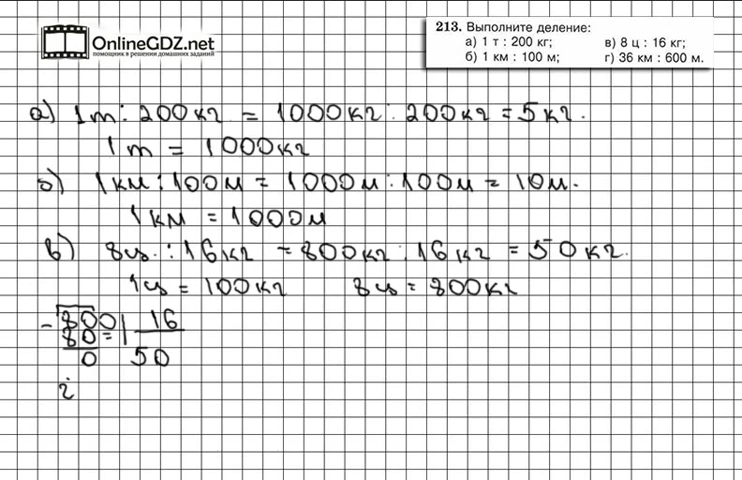 OnlineGDZ.net
помощник в решении домашних заданий
213. Выполните деление:
а) 1 т : 200 кг; в) 8 ц : 16 кг;
б) 1 км : 100 м; г) 36 км : 600 м.
а) 1т : 200кг = 1000кг : 200кг = 5кг.
1т = 1000кг
б) 1км : 100м = 1000м : 100м = 10м.
1км = 1000м
в) 8ц : 16кг = 800кг : 16кг = 50кг.
1ц = 100кг 8ц = 800кг
- 800 16
80 = 50
0
г